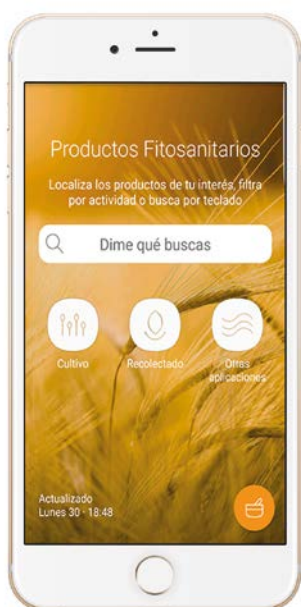 Productos Fitosanitarios
Localiza los productos de tu interés, filtra
por actividad o busca por teclado
Dime qué buscas
Cultivo
Recolectado
Otras
aplicaciones
Actualizado
Lunes 30 - 18:48